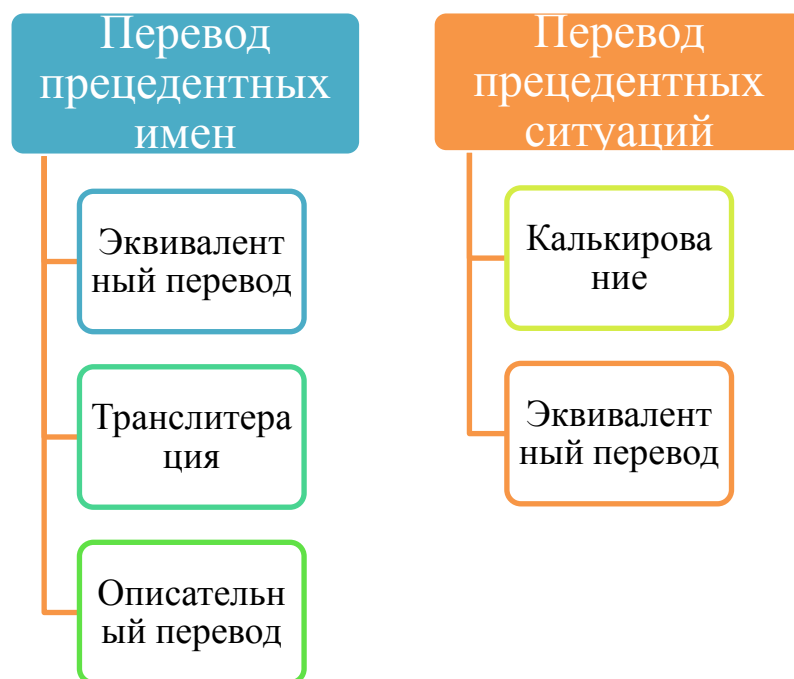 Перевод
прецедентных
имен
Эквивалент
ный перевод
Транслитера
ция
Описательн
ый перевод
Перевод
прецедентных
ситуаций
Калькирова
ние
Эквивалент
ный перевод